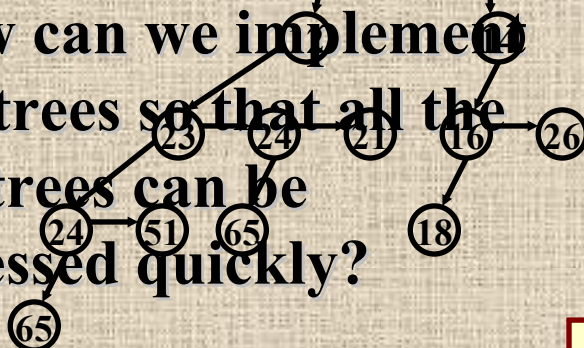 can we implement
trees so that all the
23 24 21 16 26
trees can be
24 51 65 18
quickly?
65